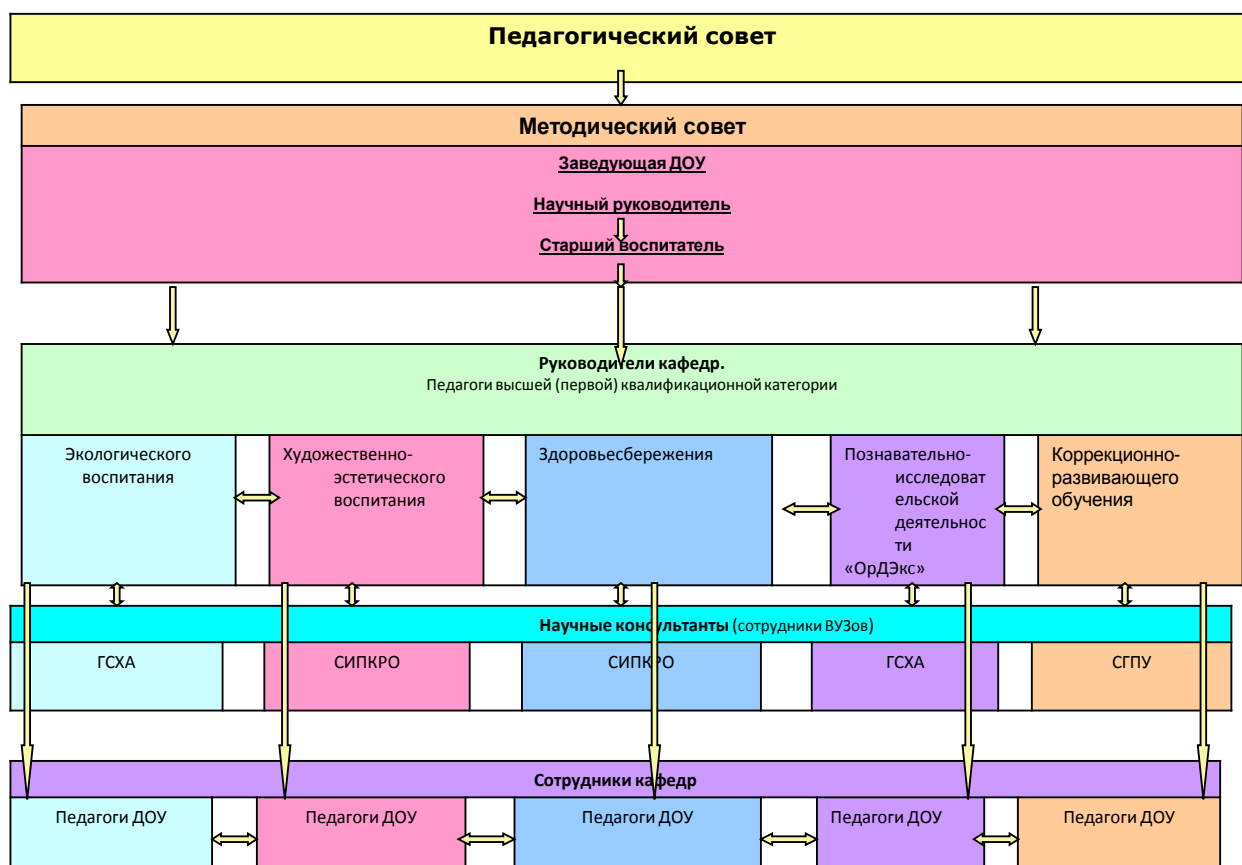 Педагогический совет
Методический совет
Заведующая ДОУ
Научный руководитель
Старший воспитатель
Руководители кафедр.
Педагоги высшей (первой) квалификационной категории
Экологического
воспитания
Художественно-
эстетического
воспитания
Здоровьесбережения
Познавательно-
исследоват
ельской
деятельнос
ти
«ОрДЭкс»
Коррекционно-
развивающего
обучения
Научные консультанты (сотрудники ВУЗов)
ГСХА
СИПКРО
СИПКРО
ГСХА
СГПУ
Сотрудники кафедр
Педагоги ДОУ
Педагоги ДОУ
Педагоги ДОУ
Педагоги ДОУ
Педагоги ДОУ